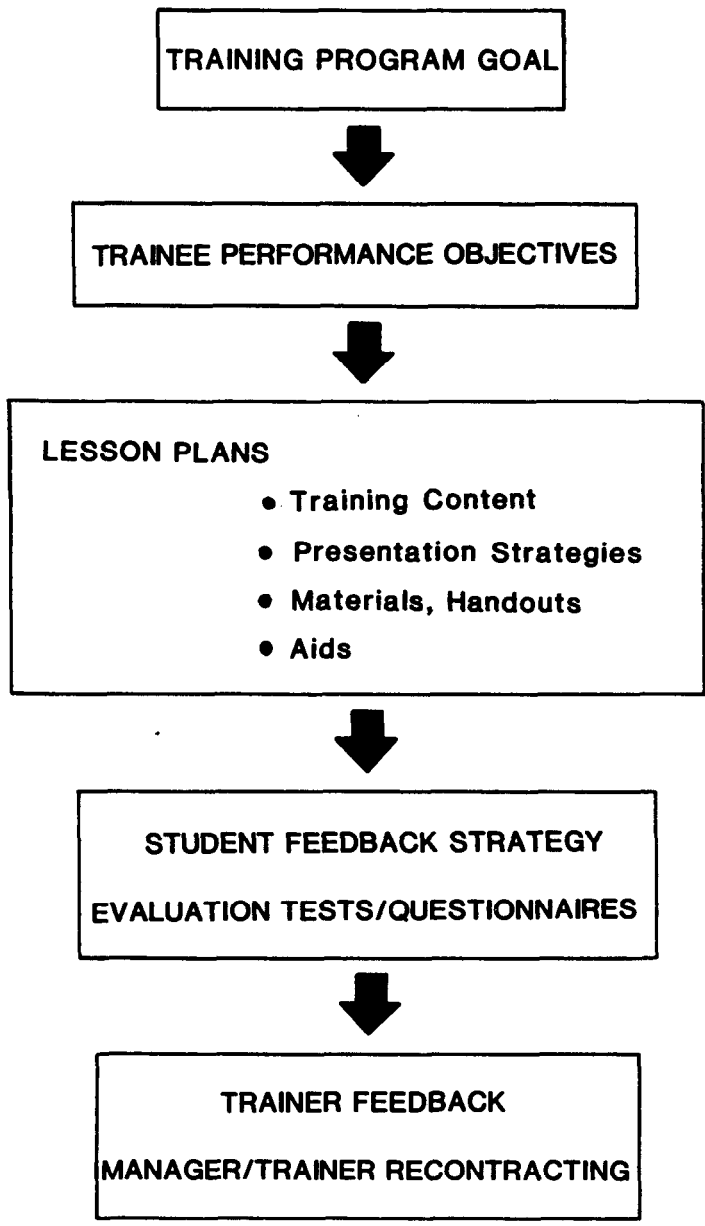 TRAINING PROGRAM GOAL
TRAINEE PERFORMANCE OBJECTIVES
LESSON PLANS
• Training Content
• Presentation Strategies
• Materials, Handouts
• Aids
STUDENT FEEDBACK STRATEGY
EVALUATION TESTS/QUESTIONNAIRES
TRAINER FEEDBACK
MANAGER/TRAINER RECONTRACTING